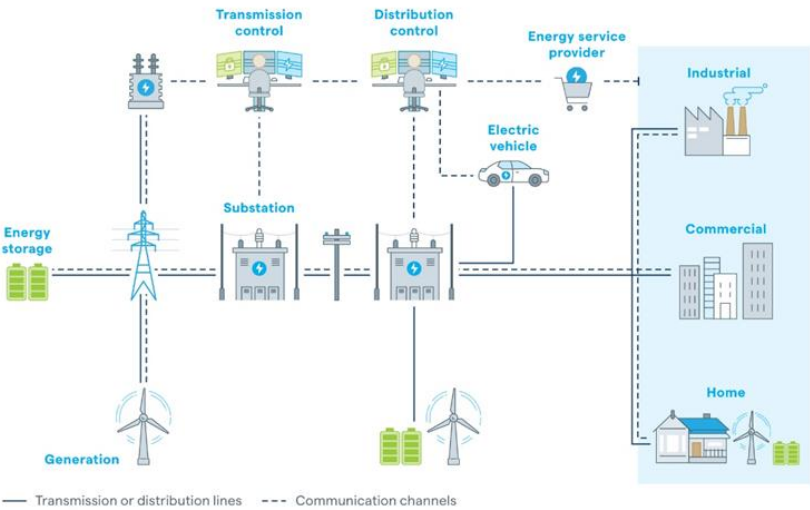 Transmission
control
Distribution
control
Energy service
provider
Industrial
Electric
vehicle
Substation
Energy
storage
Commercial
Home
Generation
Transmission or distribution lines
Communication channels